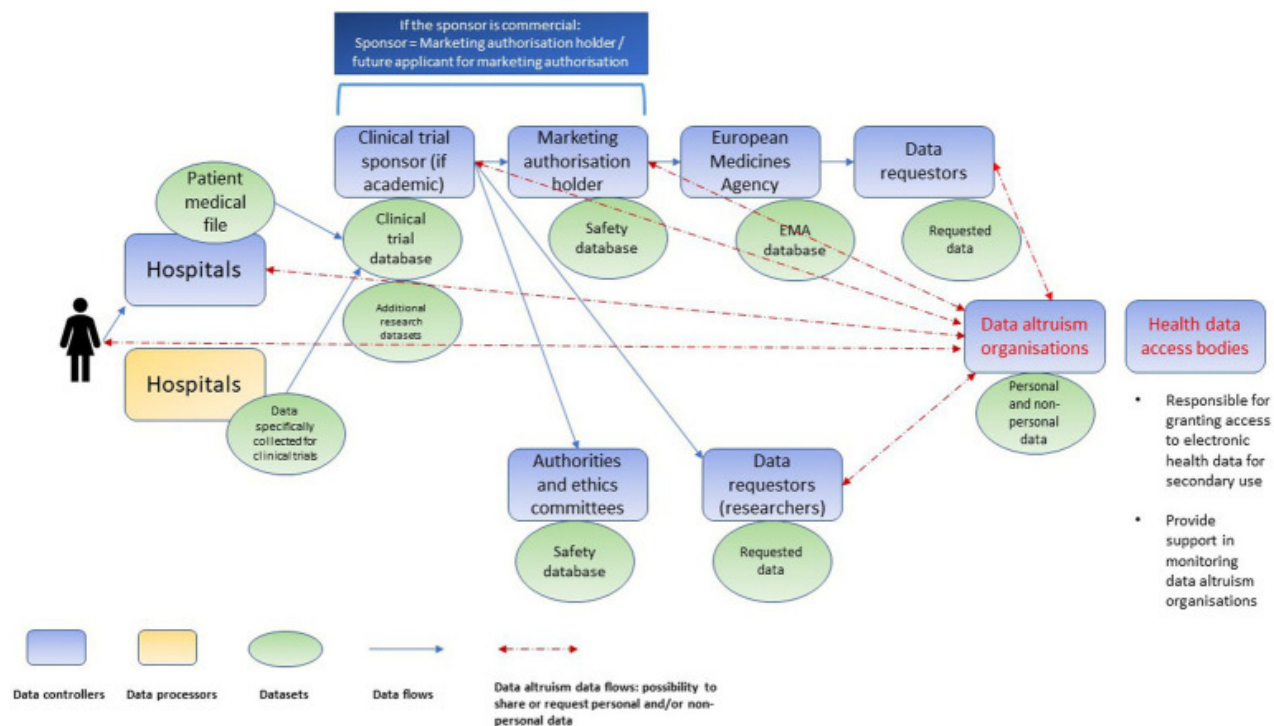 If the sponsor is commercial:
Sponsor = Marketing authorisation holder /
future applicant for marketing authorisation
Clinical trial
sponsor (if
academic)
Marketing
authorisation
holder
European
Medicines
Agency
Data
requestors
Patient
medical
file
Clinical
trial
database
Safety
database
EMA
database
Requested
data
Hospitals
Additional
research
datasets
Data altruism
organisations
Health data
access bodies
Hospitals
Data
specifically
collected for
clinical trials
Personal
and non-
personal
data
• Responsible for
granting access
to electronic
health data for
secondary use
• Provide
support in
monitoring
data altruism
organisations
Authorities
and ethics
committees
Data
requestors
(researchers)
Safety
database
Requested
data
Data controllers
Data processors
Datasets
Data flows
Data altruism data flows: possibility to
share or request personal and/or non-
personal data